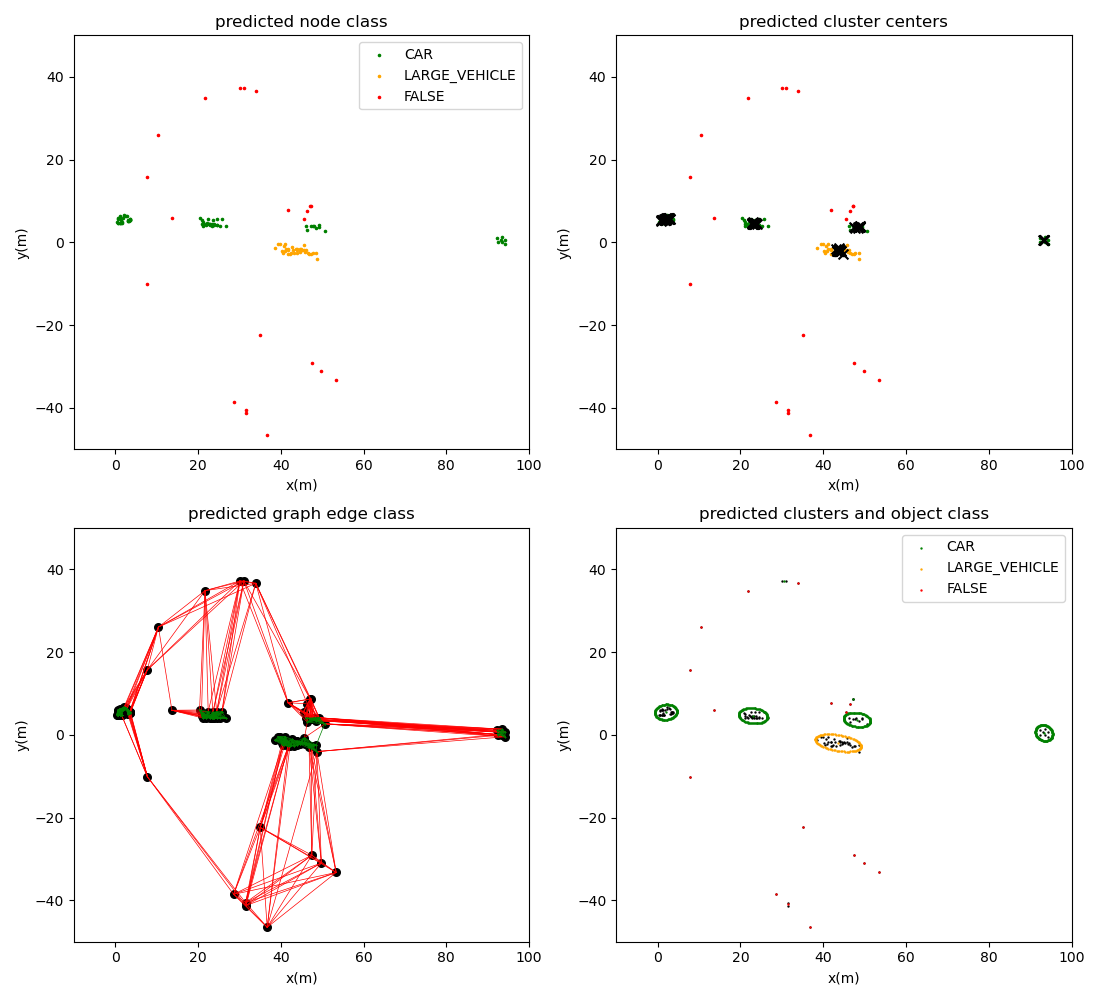 predicted node class
CAR
LARGE_VEHICLE
FALSE
y(m)
40
20
0
−20
−40
0 20 40 60 80 100
x(m)
predicted cluster centers
y(m)
40
20
0
−20
−40
0 20 40 60 80 100
x(m)
predicted graph edge class
y(m)
40
20
0
−20
−40
0 20 40 60 80 100
x(m)
predicted clusters and object class
CAR
LARGE_VEHICLE
FALSE
y(m)
40
20
0
−20
−40
0 20 40 60 80 100
x(m)